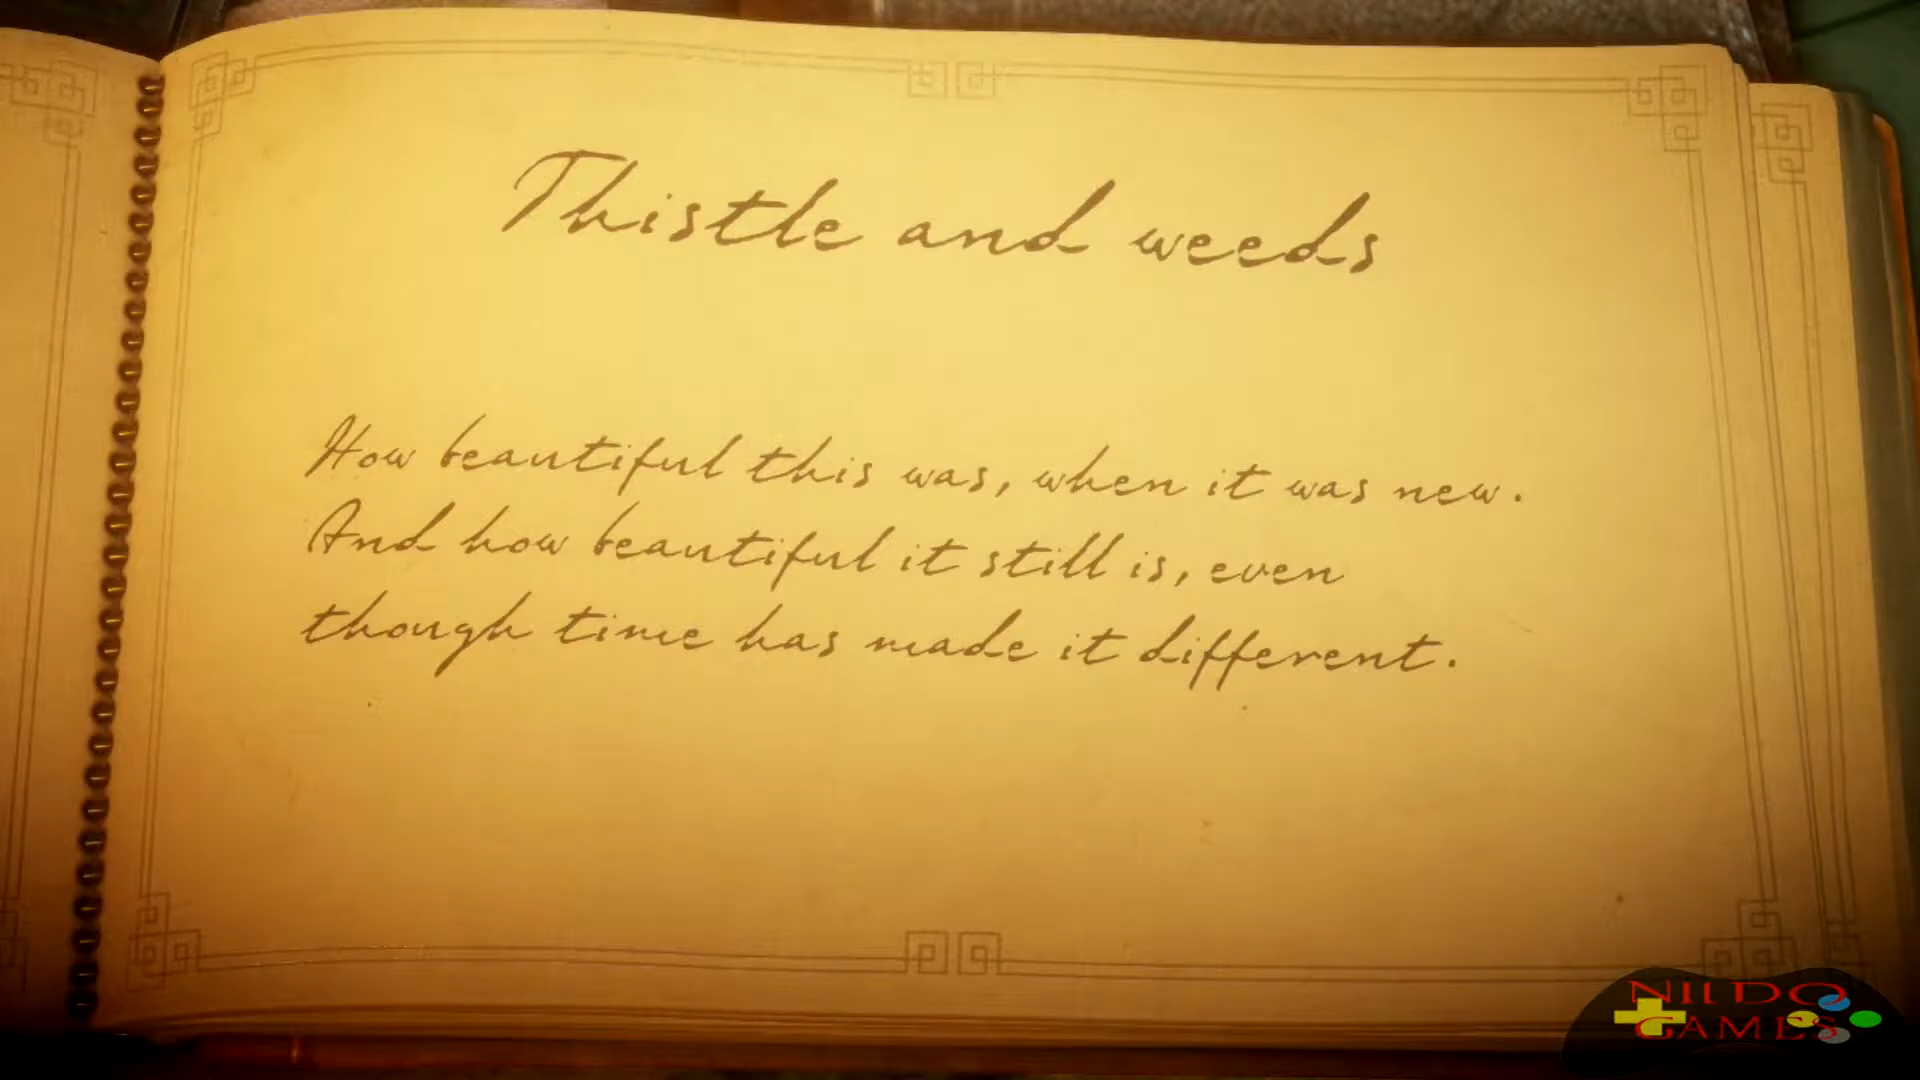 Thistle and weeds
How beautiful this was, when it was new.
And how beautiful it still is, even
though time has made it different.
NILDO
GAMES